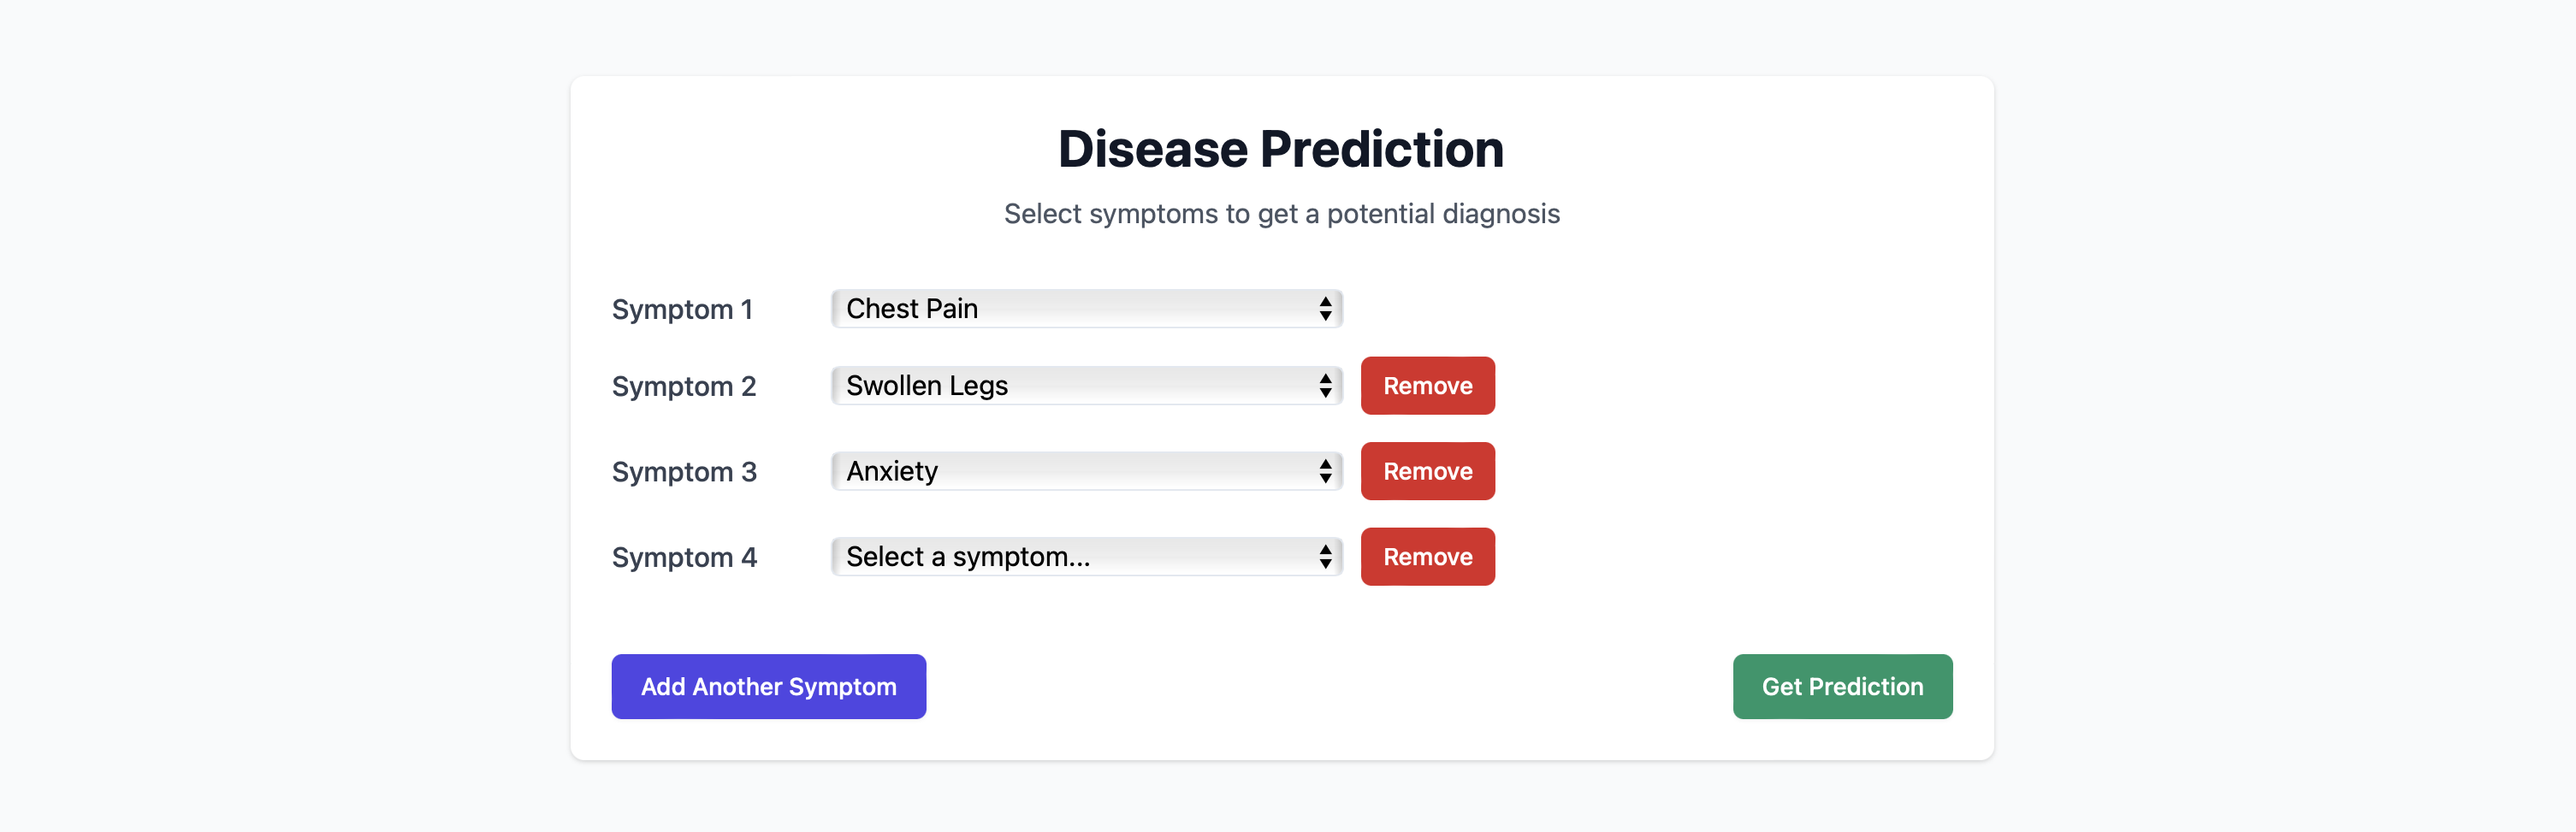 Disease Prediction
Select symptoms to get a potential diagnosis
Symptom 1 Chest Pain
Symptom 2 Swollen Legs Remove
Symptom 3 Anxiety Remove
Symptom 4 Select a symptom... Remove
Add Another Symptom Get Prediction